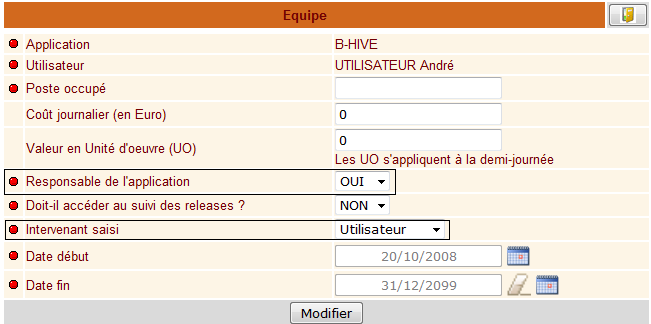 Equipe
Application B-HIVE
Utilisateur UTILISATEUR André
Poste occupé
Coût journalier (en Euro) 0
Valeur en Unité d'oeuvre (UO) 0
Les UO s'appliquent à la demi-journée
Responsable de l'application OUI
Doit-il accéder au suivi des releases ? NON
Intervenant saisi Utilisateur
Date début 20/10/2008
Date fin 31/12/2099
Modifier